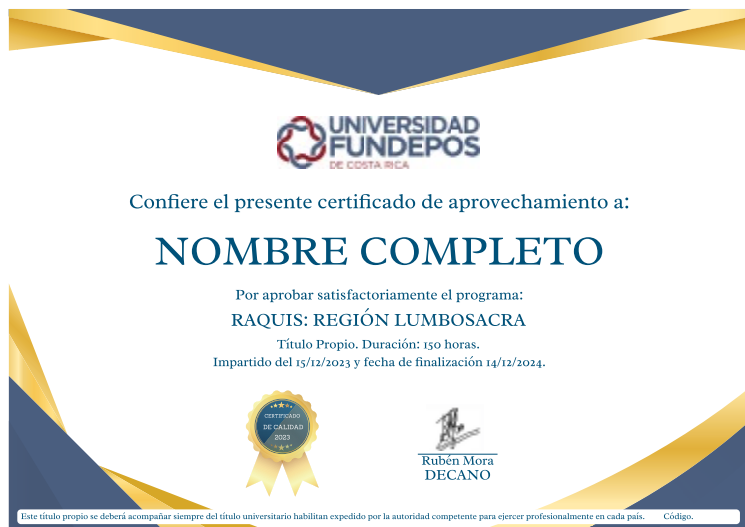 UNIVERSIDAD
FUNDEPOS
DE COSTA RICA
Confiere el presente certificado de aprovechamiento a:
NOMBRE COMPLETO
Por aprobar satisfactoriamente el programa:
RAQUIS: REGIÓN LUMBOSACRA
Título Propio. Duración: 150 horas.
Impartido del 15/12/2023 y fecha de finalización 14/12/2024.
CERTIFICADO
DE CALIDAD
2023
Rubén Mora
DECANO
Este título propio se deberá acompañar siempre del título universitario habilitan expedido por la autoridad competente para ejercer profesionalmente en cada país. Código.